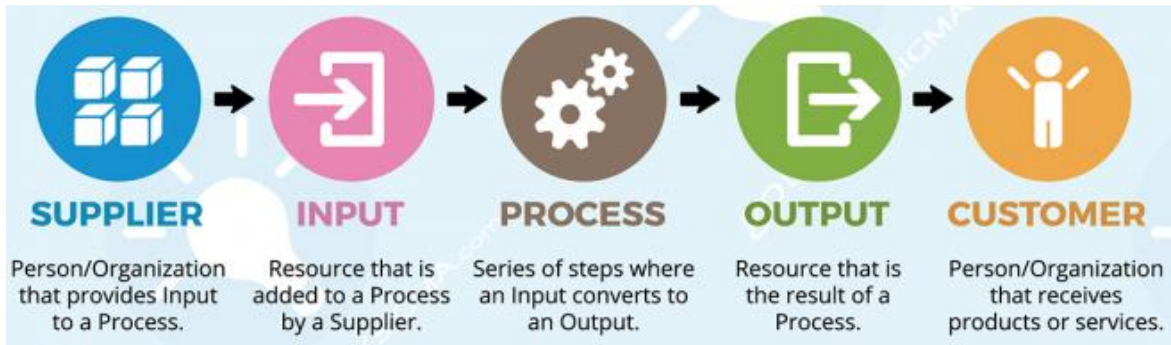 SUPPLIER
Person/Organization
that provides Input
to a Process.
INPUT
Resource that is
added to a Process
by a Supplier.
PROCESS
Series of steps where
an Input converts to
an Output.
OUTPUT
Resource that is
the result of a
Process.
CUSTOMER
Person/Organization
that receives
products or services.